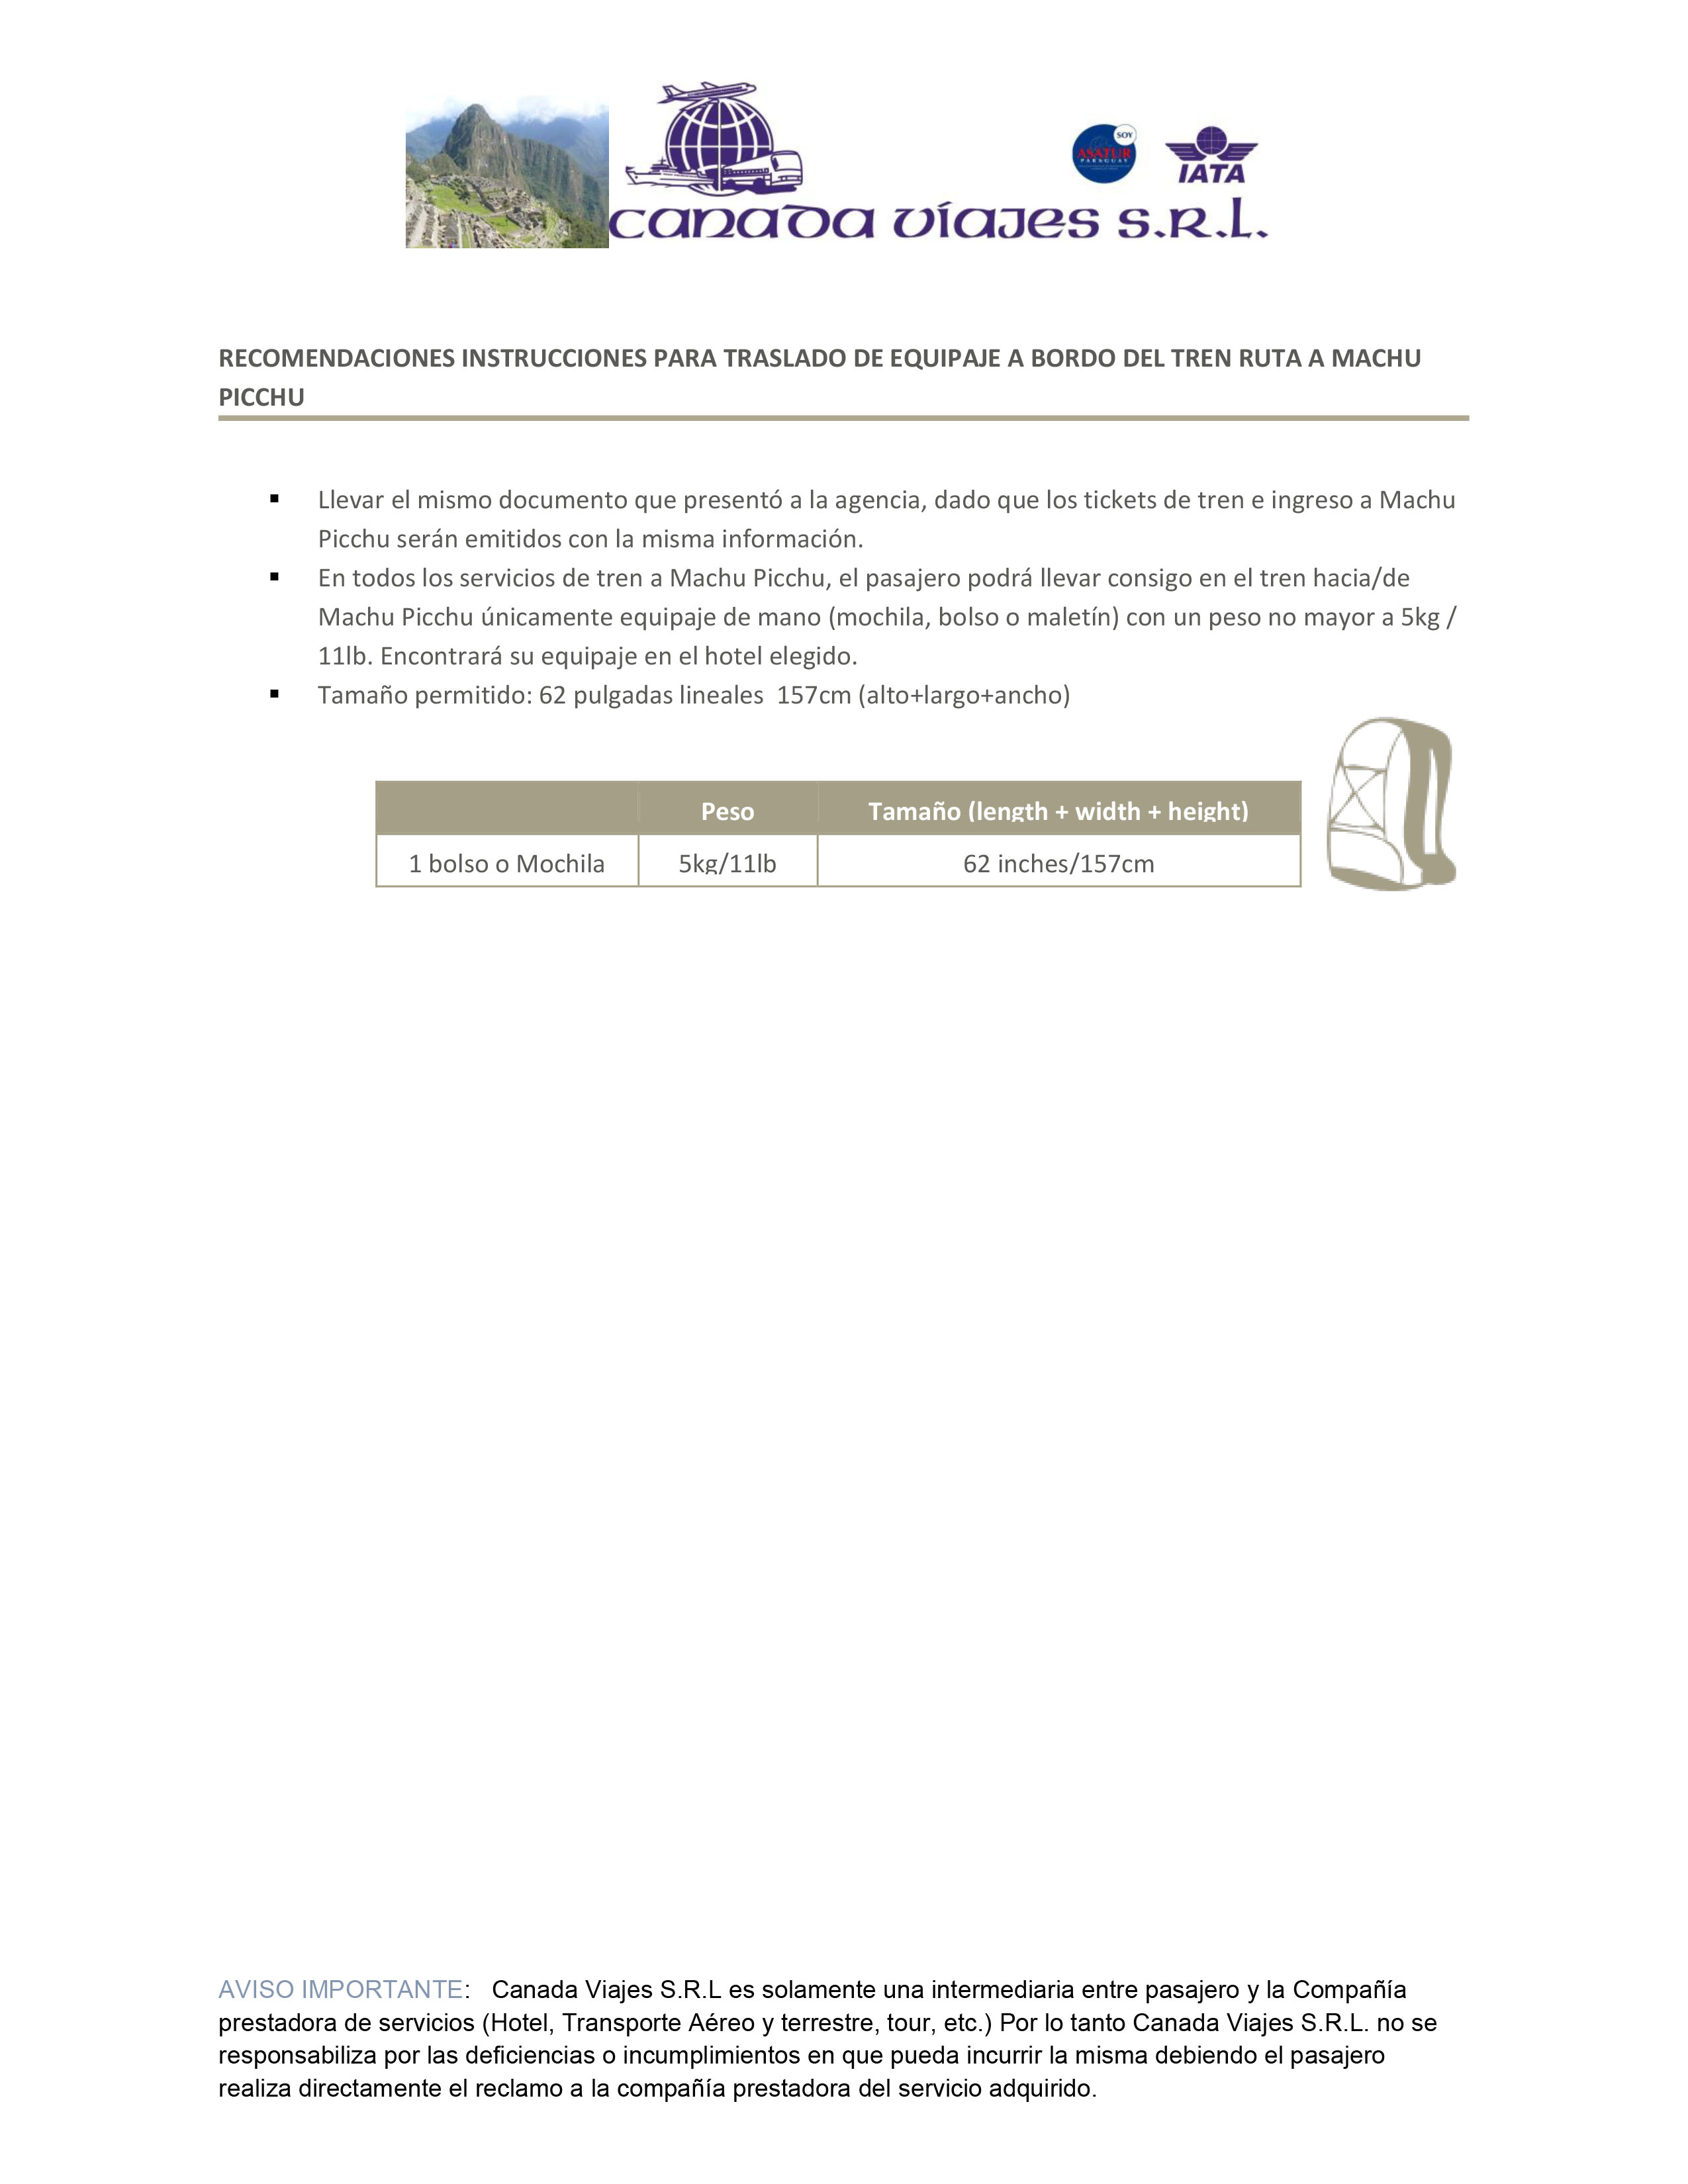 SOY
ASATUR
PARAGUAY
IATA
canada viajes s.R.l.
RECOMENDACIONES INSTRUCCIONES PARA TRASLADO DE EQUIPAJE A BORDO DEL TREN RUTA A MACHU
PICCHU
▪ Llevar el mismo documento que presentó a la agencia, dado que los tickets de tren e ingreso a Machu
Picchu serán emitidos con la misma información.
▪ En todos los servicios de tren a Machu Picchu, el pasajero podrá llevar consigo en el tren hacia/de
Machu Picchu únicamente equipaje de mano (mochila, bolso o maletín) con un peso no mayor a 5kg /
11lb. Encontrará su equipaje en el hotel elegido.
▪ Tamaño permitido: 62 pulgadas lineales  157cm (alto+largo+ancho)
Peso Tamaño (length + width + height)
1 bolso o Mochila 5kg/11lb 62 inches/157cm
AVISO IMPORTANTE:   Canada Viajes S.R.L es solamente una intermediaria entre pasajero y la Compañía
prestadora de servicios (Hotel, Transporte Aéreo y terrestre, tour, etc.) Por lo tanto Canada Viajes S.R.L. no se
responsabiliza por las deficiencias o incumplimientos en que pueda incurrir la misma debiendo el pasajero
realiza directamente el reclamo a la compañía prestadora del servicio adquirido.